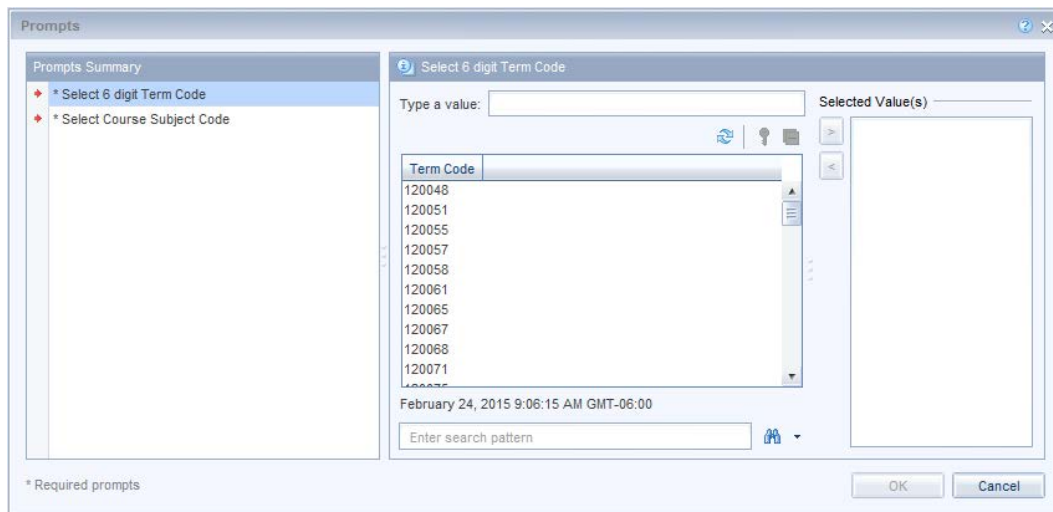 Prompts
Prompts Summary
* Select 6 digit Term Code
* Select Course Subject Code
Select 6 digit Term Code
Type a value:
Selected Value(s)
>
<
Term Code
120048
120051
120055
120057
120058
120061
120065
120067
120068
120071
February 24, 2015 9:06:15 AM GMT-06:00
Enter search pattern
* Required prompts
OK
Cancel